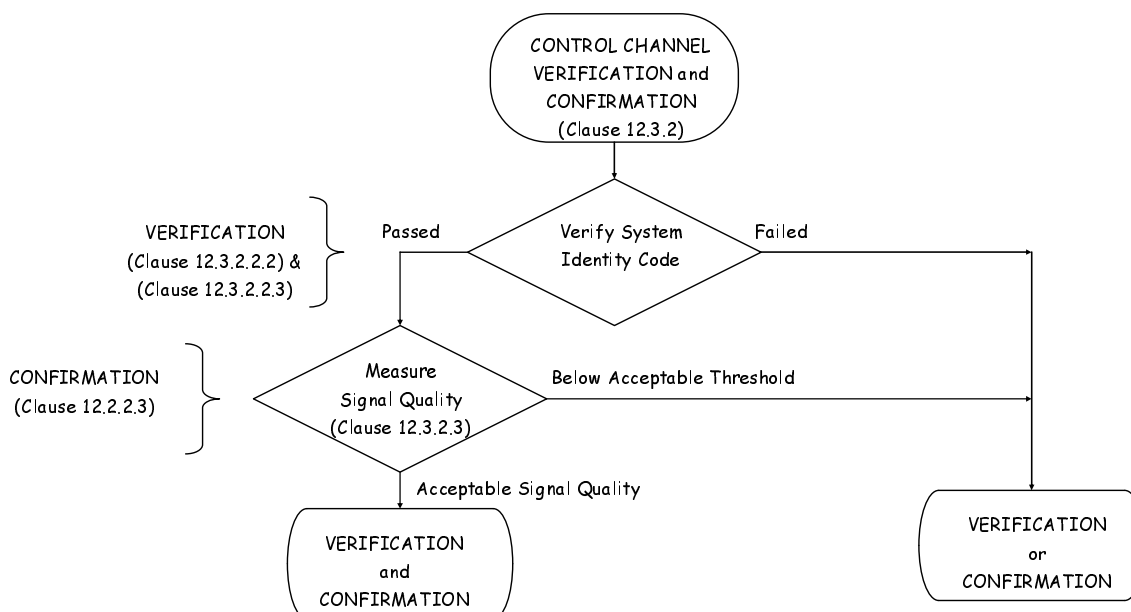 CONTROL CHANNEL
VERIFICATION and
CONFIRMATION
(Clause 12.3.2)
VERIFICATION
(Clause 12.3.2.2.2) &
(Clause 12.3.2.2.3)
Passed
Verify System
Identity Code
Failed
CONFIRMATION
(Clause 12.2.2.3)
Measure
Signal Quality
(Clause 12.3.2.3)
Below Acceptable Threshold
Acceptable Signal Quality
VERIFICATION
and
CONFIRMATION
VERIFICATION
or
CONFIRMATION